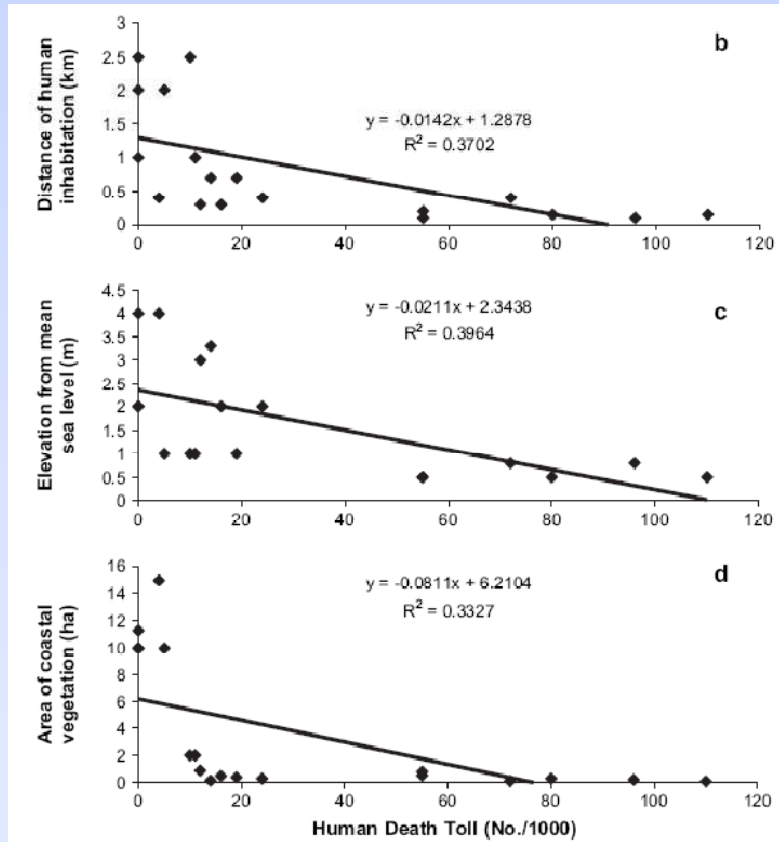 b
Distance of human
inhabitation (km)
3
2.5
2
1.5
1
0.5
0
y = -0.0142x + 1.2878
R² = 0.3702
0 20 40 60 80 100 120
c
Elevation from mean
sea level (m)
4.5
4
3.5
3
2.5
2
1.5
1
0.5
0
y = -0.0211x + 2.3438
R² = 0.3964
0 20 40 60 80 100 120
d
Area of coastal
vegetation (ha)
16
14
12
10
8
6
4
2
0
y = -0.0811x + 6.2104
R² = 0.3327
0 20 40 60 80 100 120
Human Death Toll (No./1000)